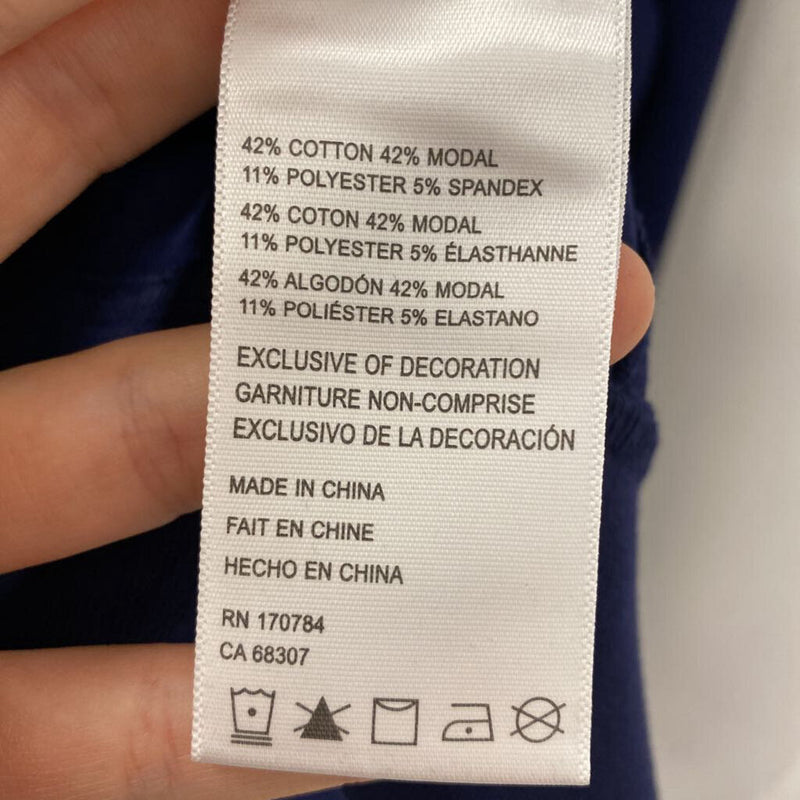 42% COTTON 42% MODAL
11% POLYESTER 5% SPANDEX
42% COTON 42% MODAL
11% POLYESTER 5% ÉLASTHANNE
42% ALGODÓN 42% MODAL
11% POLIÉSTER 5% ELASTANO
EXCLUSIVE OF DECORATION
GARNITURE NON-COMPRISE
EXCLUSIVO DE LA DECORACIÓN
MADE IN CHINA
FAIT EN CHINE
HECHO EN CHINA
RN 170784
CA 68307